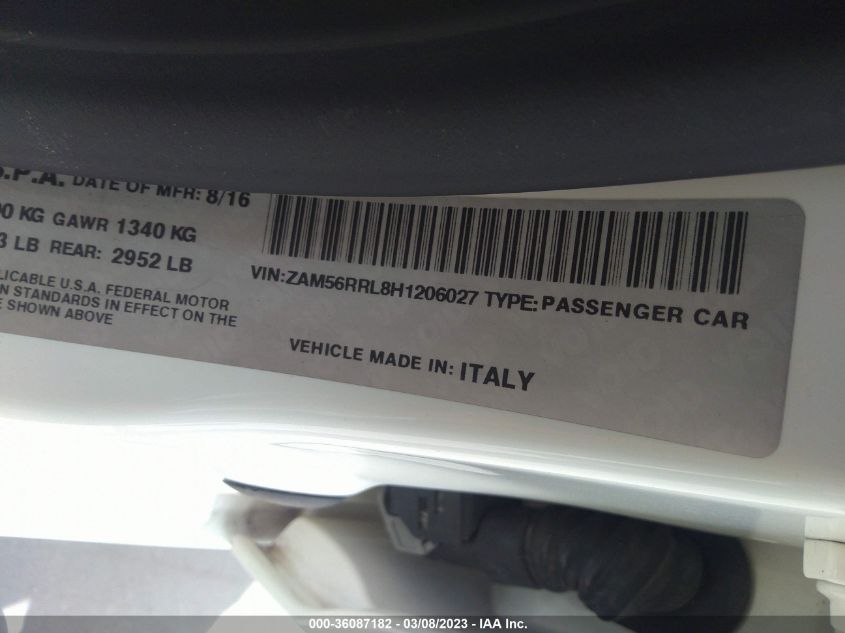 S.P.A. DATE OF MFR: 8/16
KG GAWR 1340 KG
LB REAR: 2952 LB
VIN:ZAM56RRL8H1206027 TYPE:PASSENGER CAR
U.S.A. FEDERAL MOTOR
STANDARDS IN EFFECT ON THE
SHOWN ABOVE
VEHICLE MADE IN: ITALY
000-36087182 - 03/08/2023 - IAA Inc.